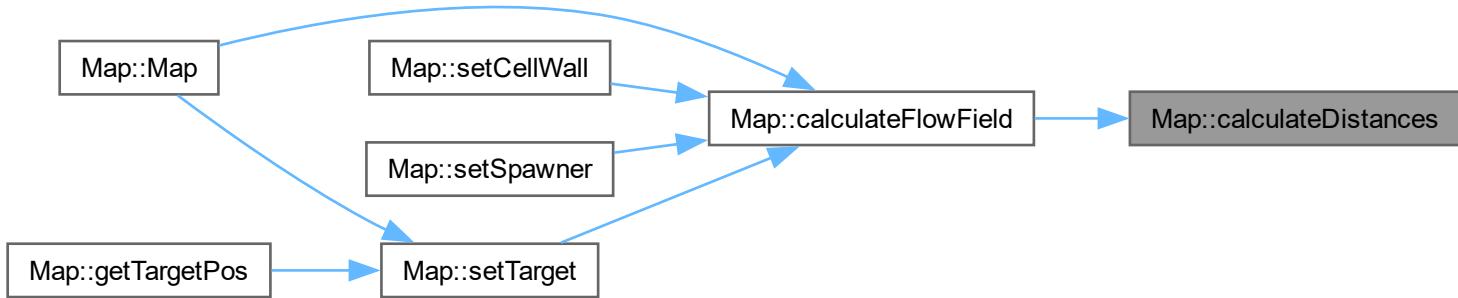 Map::Map
Map::setCellWall
Map::calculateFlowField
Map::calculateDistances
Map::setSpawner
Map::getTargetPos
Map::setTarget